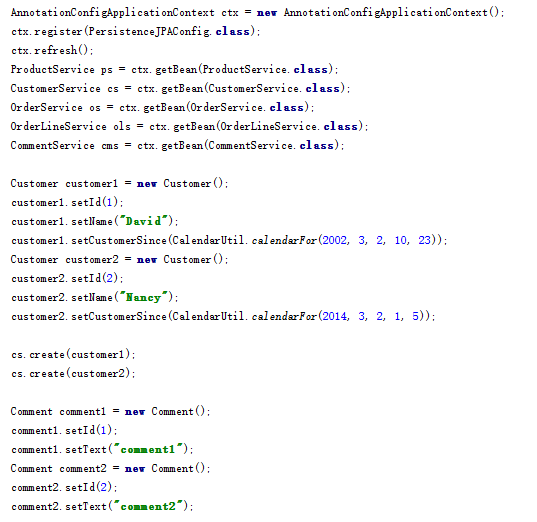 AnnotationConfigApplicationContext ctx = new AnnotationConfigApplicationContext();
ctx.register(PersistenceJPAConfig.class);
ctx.refresh();
ProductService ps = ctx.getBean(ProductService.class);
CustomerService cs = ctx.getBean(CustomerService.class);
OrderService os = ctx.getBean(OrderService.class);
OrderLineService ols = ctx.getBean(OrderLineService.class);
CommentService cms = ctx.getBean(CommentService.class);
Customer customer1 = new Customer();
customer1.setId(1);
customer1.setName("David");
customer1.setCustomerSince(CalendarUtil.calendarFor(2002, 3, 2, 10, 23));
Customer customer2 = new Customer();
customer2.setId(2);
customer2.setName("Nancy");
customer2.setCustomerSince(CalendarUtil.calendarFor(2014, 3, 2, 1, 5));
cs.create(customer1);
cs.create(customer2);
Comment comment1 = new Comment();
comment1.setId(1);
comment1.setText("comment1");
Comment comment2 = new Comment();
comment2.setId(2);
comment2.setText("comment2");